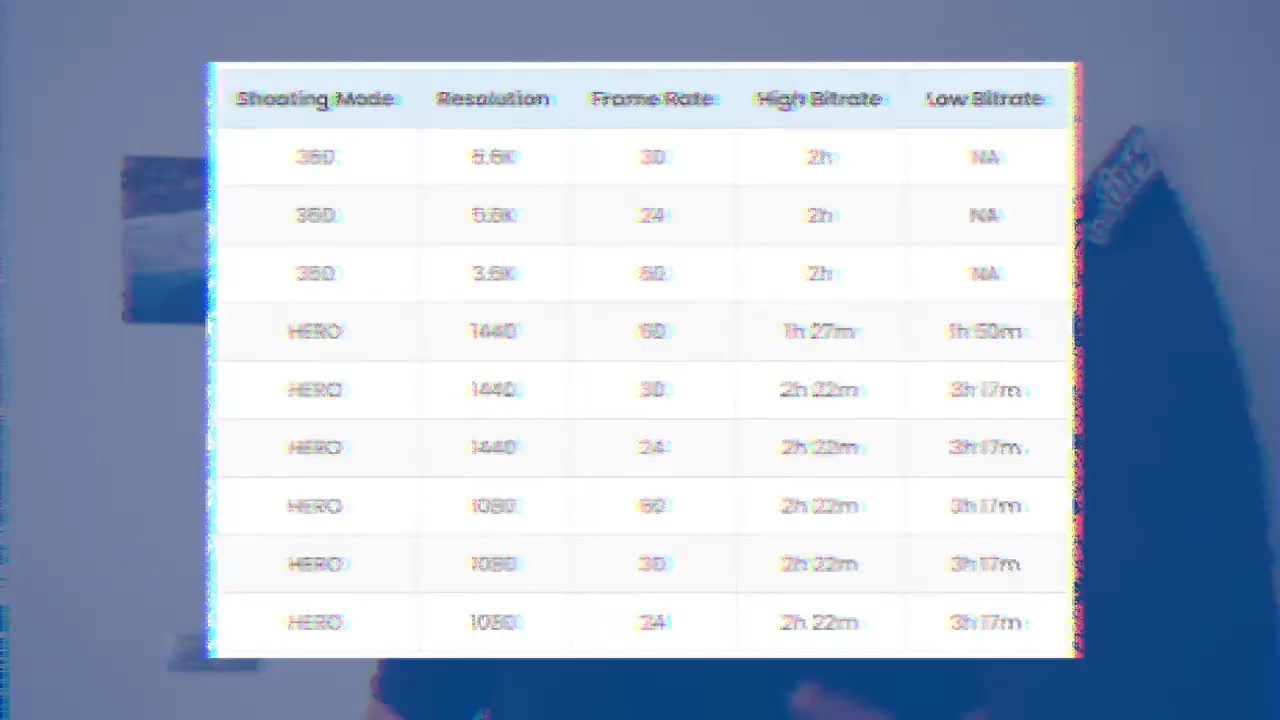 Shooting Mode Resolution Frame Rate High Bitrate Low Bitrate
360 5.6K 30 2h NA
360 5.6K 24 2h NA
360 3.6K 60 2h NA
HERO 1440 60 1h 27m 1h 50m
HERO 1440 30 2h 22m 3h 17m
HERO 1440 24 2h 22m 3h 17m
HERO 1080 60 2h 22m 3h 17m
HERO 1080 30 2h 22m 3h 17m
HERO 1080 24 2h 22m 3h 17m